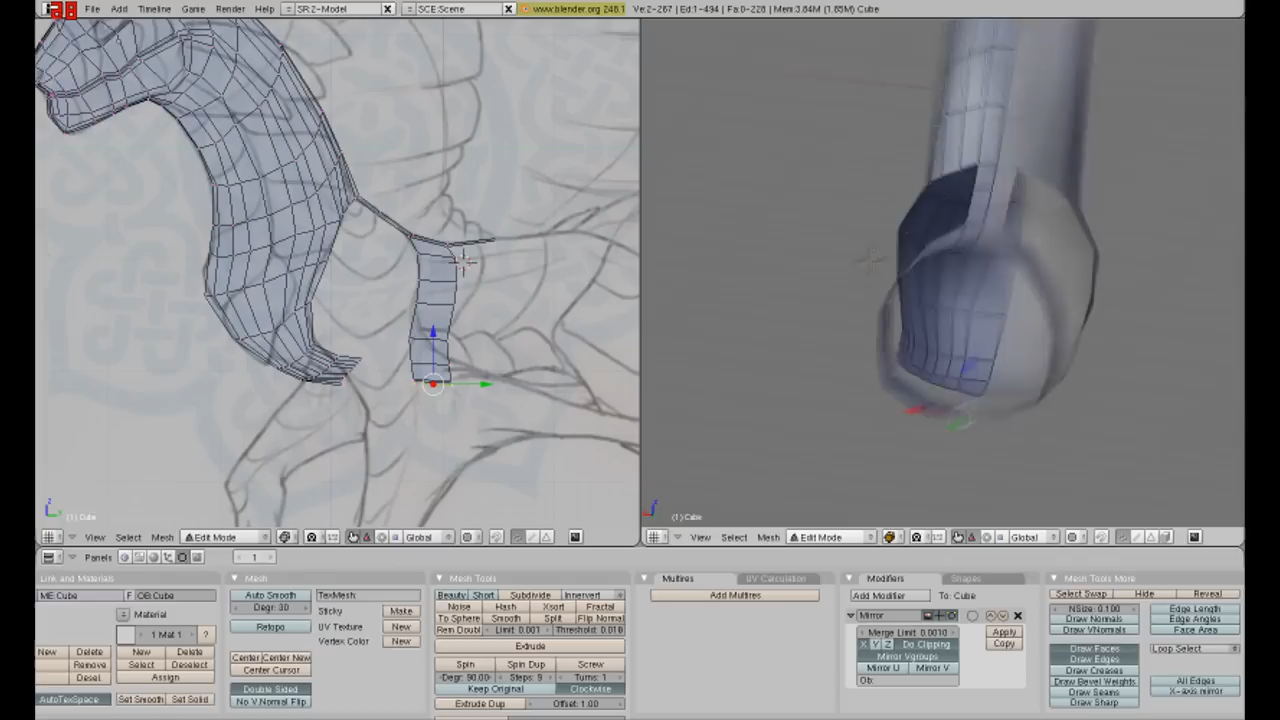 File Add Timeline Game Render Help SR:2-Model SCE:Scene www.blender.org 248.1 Ve:2-267 | Ed:1-494 | Fa:0-228 | Mem:3.84M (1.85M) Cube
(1) Cube
(1) Cube
View Select Mesh Edit Mode Global
View Select Mesh Edit Mode Global
Panels 1
Link and Materials
ME:Cube F OB:Cube
Material
1 Mat 1 ?
New Delete New Delete
Remove Select Deselect
Desel. Assign
AutoTexSpace Set Smooth Set Solid
Mesh
Auto Smooth
Degr: 30
Retopo
Center Center New
Center Cursor
Double Sided
No V.Normal Flip
TexMesh:
Sticky Make
UV Texture New
Vertex Color New
Mesh Tools
Beauty Short Subdivide Innervert
Noise Hash Xsort Fractal
To Sphere Smooth Split Flip Normal
Rem Doubl Limit: 0.001 Threshold: 0.010
Extrude
Spin Spin Dup Screw
Degr: 90.00 Steps: 9 Turns: 1
Keep Original Clockwise
Extrude Dup Offset: 1.00
Multires UV Calculation
Add Multires
Modifiers Shapes
Add Modifier To: Cube
Mirror
Merge Limit: 0.0010 Apply
X Y Z Do Clipping Copy
Mirror Vgroups
Mirror U Mirror V
Ob:
Mesh Tools More
Select Swap Hide Reveal
NSize: 0.100 Edge Length
Draw Normals Edge Angles
Draw VNormals Face Area
Draw Faces Loop Select
Draw Edges
Draw Creases
Draw Bevel Weights All Edges
Draw Seams X-axis mirror
Draw Sharp